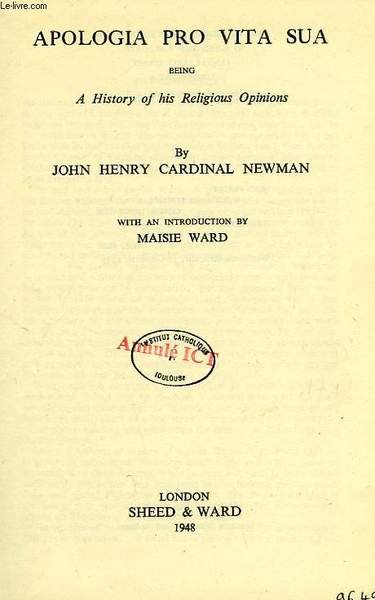 © Le-livre.com
APOLOGIA PRO VITA SUA
BEING
A History of his Religious Opinions
By
JOHN HENRY CARDINAL NEWMAN
WITH AN INTRODUCTION BY
MAISIE WARD
INSTITUT CATHOLIQUE
Annulé ICT
TOULOUSE
LONDON
SHEED & WARD
1948